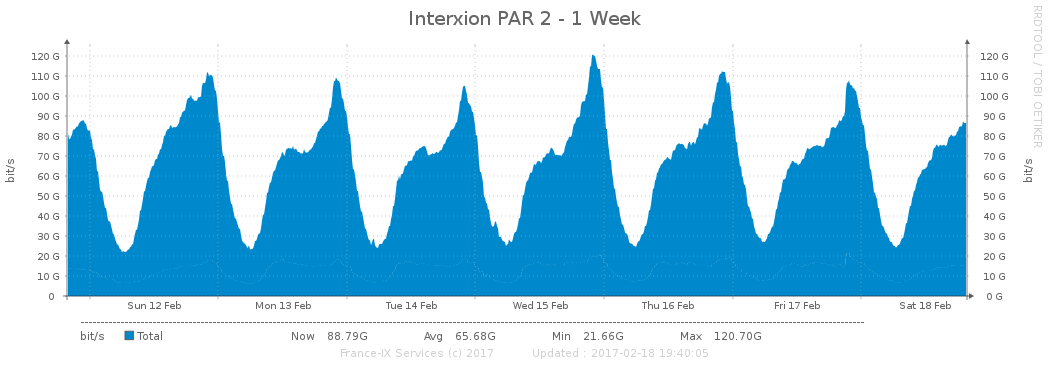 Interxion PAR 2 - 1 Week
RRDTOOL / TOBI OETIKER
bit/s
120 G
110 G
100 G
90 G
80 G
70 G
60 G
50 G
40 G
30 G
20 G
10 G
0
120 G
110 G
100 G
90 G
80 G
70 G
60 G
50 G
40 G
30 G
20 G
10 G
0 G
bit/s
Sun 12 Feb Mon 13 Feb Tue 14 Feb Wed 15 Feb Thu 16 Feb Fri 17 Feb Sat 18 Feb
bit/s Total Now 88.79G Avg 65.68G Min 21.66G Max 120.70G
France-IX Services (c) 2017 Updated : 2017-02-18 19:40:05